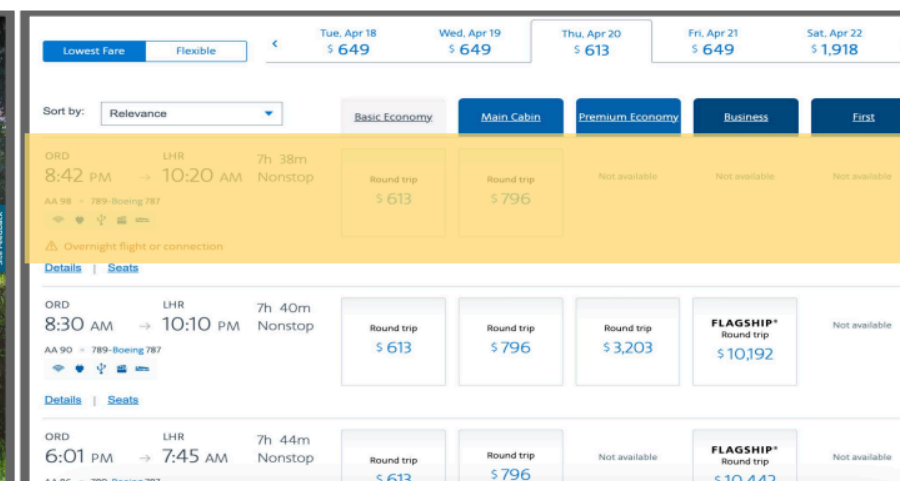 Tue, Apr 18 Wed, Apr 19 Thu, Apr 20 Fri, Apr 21 Sat, Apr 22
Lowest Fare Flexible $ 649 $ 649 $ 613 $ 649 $ 1,918
Sort by: Relevance Basic Economy Main Cabin Premium Economy Business First
ORD LHR 7h 38m
8:42 PM → 10:20 AM Nonstop Round trip Round trip Not available Not available Not available
$ 613 $ 796
AA 98 789-Boeing 787
Overnight flight or connection
Details | Seats
ORD LHR 7h 40m
8:30 AM → 10:10 PM Nonstop Round trip Round trip Round trip FLAGSHIP® Round trip Not available
$ 613 $ 796 $ 3,203 $ 10,192
AA 90 789-Boeing 787
Details | Seats
ORD LHR 7h 44m
6:01 PM → 7:45 AM Nonstop Round trip Round trip Not available FLAGSHIP® Round trip Not available
$ 613 $ 796 $ 10,442